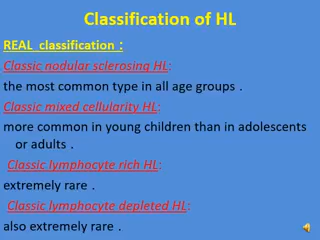 Classification of HL
REAL  classification :
Classic nodular sclerosing HL:
the most common type in all age groups .
Classic mixed cellularity HL:
more common in young children than in adolescents
or adults .
Classic lymphocyte rich HL:
extremely rare .
Classic lymphocyte depleted HL:
also extremely rare .